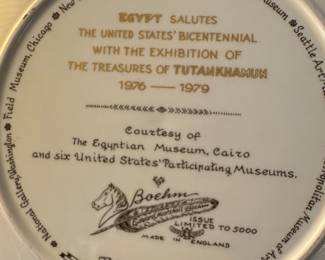 EGYPT SALUTES
THE UNITED STATES' BICENTENNIAL
WITH THE EXHIBITION OF
THE TREASURES OF TUTANKHAMUN
1976 — 1979
Courtesy of
The Egyptian Museum, Cairo
and six United States' Participating Museums.
Boehm
ISSUE
LIMITED TO 5000
MADE IN ENGLAND
National Gallery, Washington • Field Museum, Chicago • New
Seattle Art
Metropolitan Museum of Art